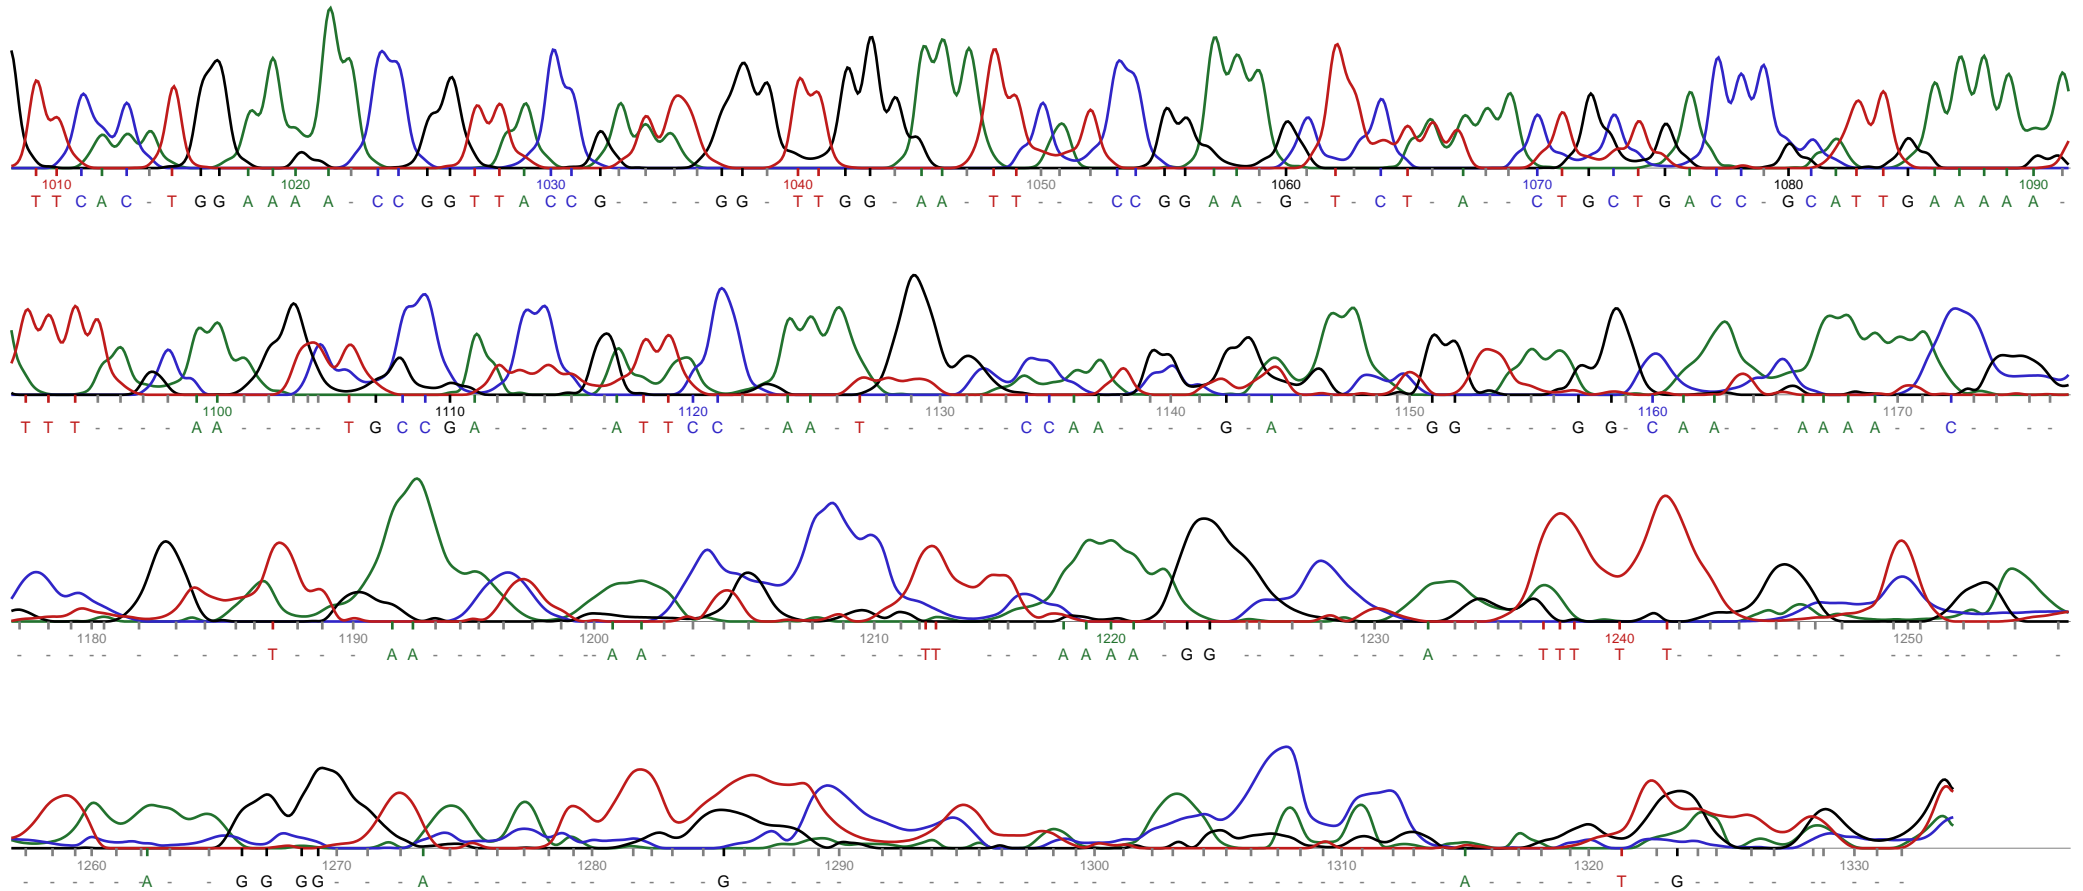 1010 1020 1030 1040 1050 1060 1070 1080 1090
T T C A C - T G G A A A A - C C G G T T A C C G - - - - G G - T T G G - A A - T T - - - C C G G A A - G - T - C T - A - - C T G C T G A C C - G C A T T G A A A A A -
1100 1110 1120 1130 1140 1150 1160 1170
T T T - - - - A A - - - - - T G C C G A - - - - - A T T C C - - A A - T - - - - - - C C A A - - - - G - A - - - - - - G G - - - - G G - C A A - - - A A A A - - C - - - -
1180 1190 1200 1210 1220 1230 1240 1250
- - - - - - - - - T - - - A A - - - - - - - - A A - - - - - - - - - - - T T - - - - A A A A - G G - - - - - - - A - - - - T T T T T - - - - - - - - - - - - - - -
1260 1270 1280 1290 1300 1310 1320 1330
- - - - - A - - - G G G G - - - A - - - - - - - - - - - G - - - - - - - - - - - - - - - - - - - - - - - - - - - - - A - - - - - T - G - - - - - - - - -